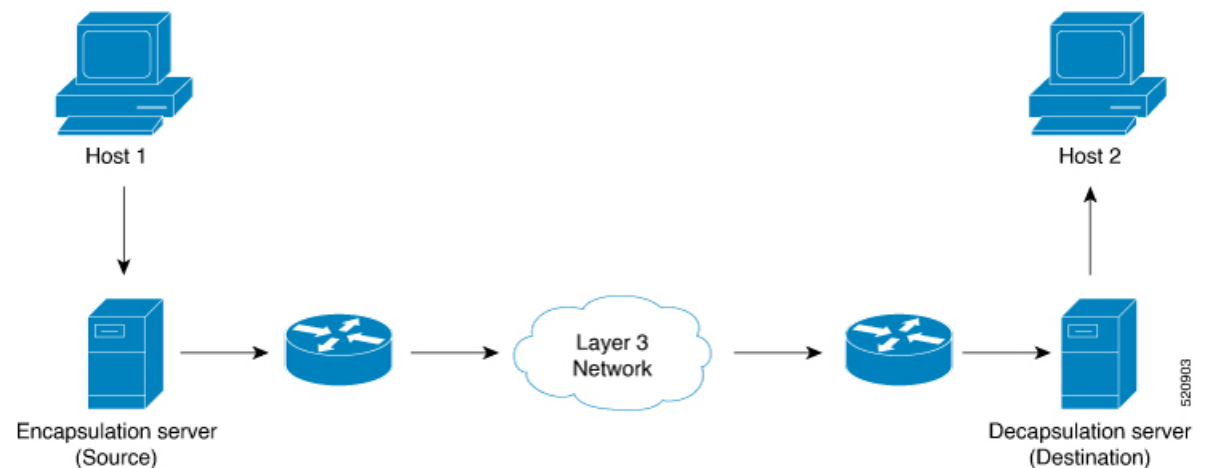 Host 1
Host 2
Layer 3
Network
Encapsulation server
(Source)
Decapsulation server
(Destination)
520903